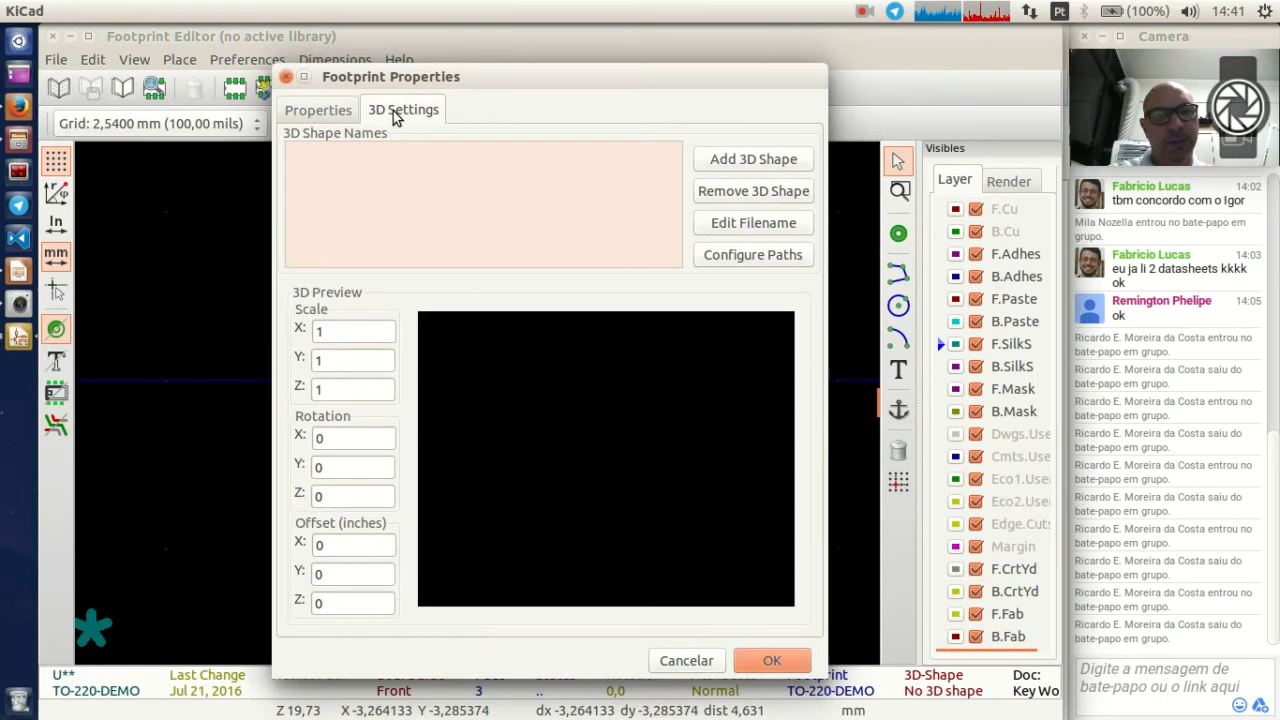 KiCad
Pt
(100%)
14:41
Footprint Editor (no active library)
Camera
File Edit View Place Preferences Dimensions Help
Footprint Properties
Grid: 2,5400 mm (100,00 mils)
Properties
3D Settings
3D Shape Names
Add 3D Shape
Remove 3D Shape
Edit Filename
Configure Paths
3D Preview
Scale
X: 1
Y: 1
Z: 1
Rotation
X: 0
Y: 0
Z: 0
Offset (inches)
X: 0
Y: 0
Z: 0
Cancelar
OK
In
mm
T
T
Visibles
Layer
Render
F.Cu
B.Cu
F.Adhes
B.Adhes
F.Paste
B.Paste
F.SilkS
B.SilkS
F.Mask
B.Mask
Dwgs.Use
Cmts.Use
Eco1.Use
Eco2.Use
Edge.Cuts
Margin
F.CrtYd
B.CrtYd
F.Fab
B.Fab
Fabricio Lucas 14:02
tbm concordo com o Igor
Mila Nozella entrou no bate-papo em
grupo.
Fabricio Lucas 14:03
eu ja li 2 datasheets kkkk
ok
Remington Phelipe 14:05
ok
Ricardo E. Moreira da Costa saiu do
bate-papo em grupo.
Ricardo E. Moreira da Costa entrou no
bate-papo em grupo.
Ricardo E. Moreira da Costa saiu do
bate-papo em grupo.
Ricardo E. Moreira da Costa saiu do
bate-papo em grupo.
Ricardo E. Moreira da Costa entrou no
bate-papo em grupo.
Ricardo E. Moreira da Costa entrou no
bate-papo em grupo.
Ricardo E. Moreira da Costa entrou no
bate-papo em grupo.
Ricardo E. Moreira da Costa saiu do
bate-papo em grupo.
Ricardo E. Moreira da Costa entrou no
bate-papo em grupo.
Ricardo E. Moreira da Costa saiu do
bate-papo em grupo.
Digite a mensagem de
bate-papo ou o link aqui
U** Last Change 3D-Shape Doc:
TO-220-DEMO Jul 21, 2016 Front 3 .. 0,0 Normal TO-220-DEMO No 3D shape Key Wo
Z 19,73 X -3,264133 Y -3,285374 dx -3,264133 dy -3,285374 dist 4,631 mm